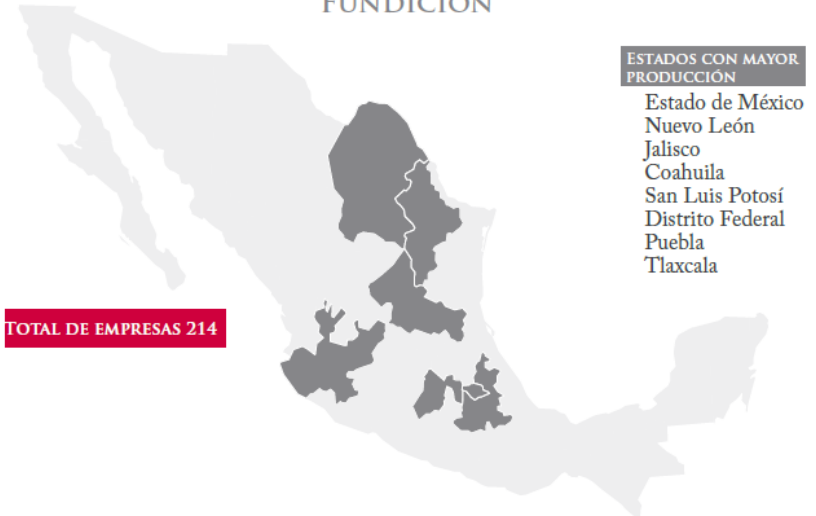 FUNDICIÓN
ESTADOS CON MAYOR
PRODUCCIÓN
Estado de México
Nuevo León
Jalisco
Coahuila
San Luis Potosí
Distrito Federal
Puebla
Tlaxcala
TOTAL DE EMPRESAS 214